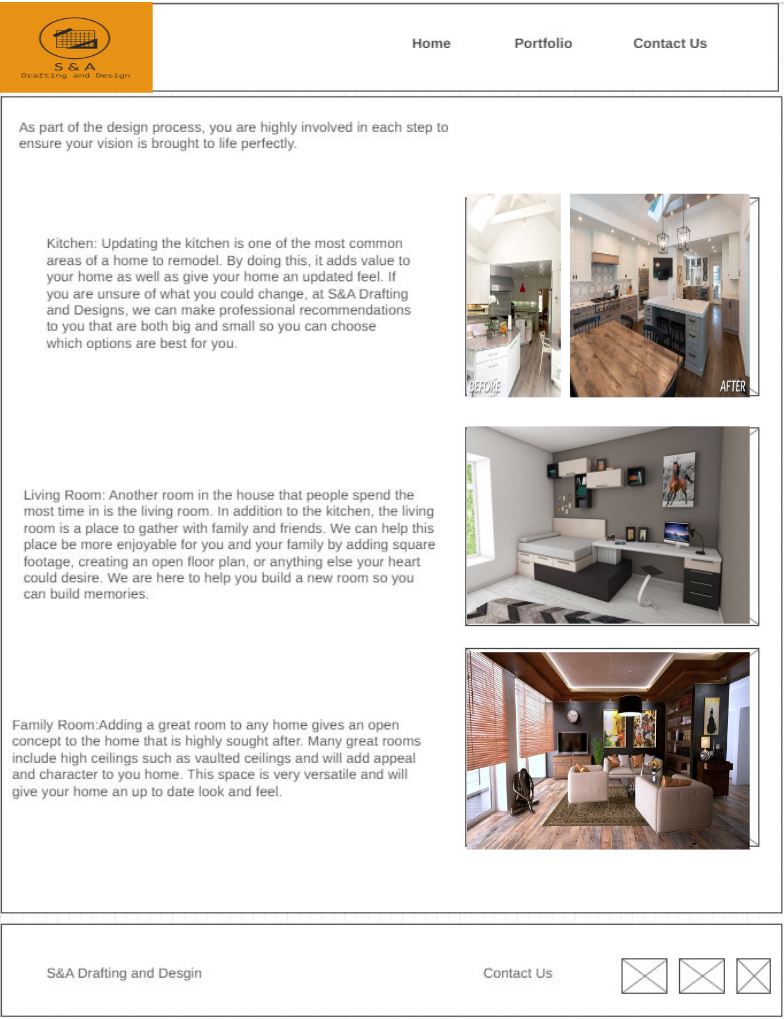 S & A
Drafting and Design
Home Portfolio Contact Us
As part of the design process, you are highly involved in each step to
ensure your vision is brought to life perfectly.
Kitchen: Updating the kitchen is one of the most common
areas of a home to remodel. By doing this, it adds value to
your home as well as give your home an updated feel. If
you are unsure of what you could change, at S&A Drafting
and Designs, we can make professional recommendations
to you that are both big and small so you can choose
which options are best for you.
BEFORE
AFTER
Living Room: Another room in the house that people spend the
most time in is the living room. In addition to the kitchen, the living
room is a place to gather with family and friends. We can help this
place be more enjoyable for you and your family by adding square
footage, creating an open floor plan, or anything else your heart
could desire. We are here to help you build a new room so you
can build memories.
Family Room:Adding a great room to any home gives an open
concept to the home that is highly sought after. Many great rooms
include high ceilings such as vaulted ceilings and will add appeal
and character to you home. This space is very versatile and will
give your home an up to date look and feel.
S&A Drafting and Desgin
Contact Us